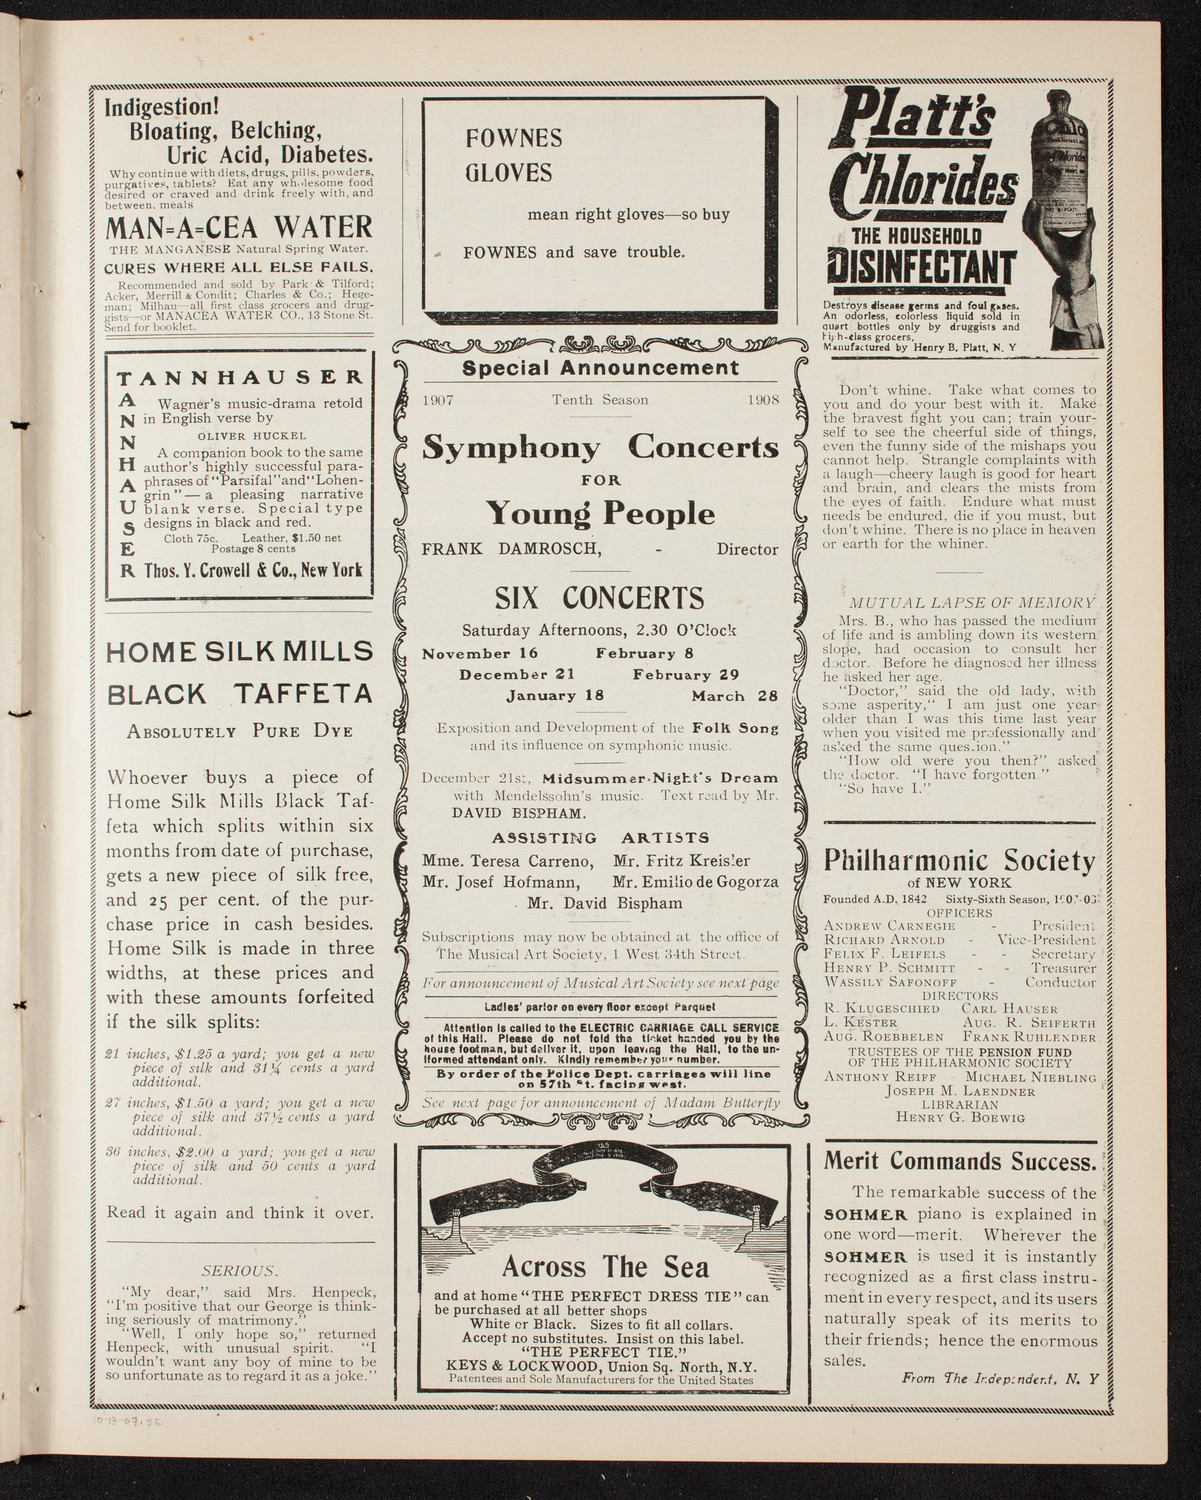 Indigestion!
Bloating, Belching,
Uric Acid, Diabetes.
Why continue with diets, drugs, pills, powders,
purgatives, tablets? Eat any wholesome food
desired or craved and drink freely with, and
between, meals
MAN=A=CEA WATER
THE MANGANESE Natural Spring Water.
CURES WHERE ALL ELSE FAILS.
Recommended and sold by Park & Tilford;
Acker, Merrill & Condit; Charles & Co.; Hege-
man; Milhau—all first class grocers and drug-
gists—or MANACEA WATER CO., 13 Stone St.
Send for booklet.
TANNHAUSER
TANNHAUSER
Wagner's music-drama retold
in English verse by
OLIVER HUCKEL
A companion book to the same
author's highly successful para-
phrases of "Parsifal" and "Lohen-
grin"—a pleasing narrative
blank verse. Special type
designs in black and red.
Cloth 75c. Leather, $1.50 net
Postage 8 cents
Thos. Y. Crowell & Co., New York
HOME SILK MILLS
BLACK TAFFETA
ABSOLUTELY PURE DYE
Whoever buys a piece of
Home Silk Mills Black Taf-
feta which splits within six
months from date of purchase,
gets a new piece of silk free,
and 25 per cent. of the pur-
chase price in cash besides.
Home Silk is made in three
widths, at these prices and
with these amounts forfeited
if the silk splits:
21 inches, $1.25 a yard; you get a new
piece of silk and 31¼ cents a yard
additional.
27 inches, $1.50 a yard; you get a new
piece of silk and 37½ cents a yard
additional.
36 inches, $2.00 a yard; you get a new
piece of silk and 50 cents a yard
additional.
Read it again and think it over.
SERIOUS.
"My dear," said Mrs. Henpeck,
"I'm positive that our George is think-
ing seriously of matrimony."
"Well, I only hope so," returned
Henpeck, with unusual spirit. "I
wouldn't want any boy of mine to be
so unfortunate as to regard it as a joke."
10-13-07.SE
FOWNES
GLOVES
mean right gloves—so buy
FOWNES and save trouble.
Special Announcement
1907 Tenth Season 1908
Symphony Concerts
FOR
Young People
FRANK DAMROSCH, - Director
SIX CONCERTS
Saturday Afternoons, 2.30 O'Clock
November 16 February 8
December 21 February 29
January 18 March 28
Exposition and Development of the Folk Song
and its influence on symphonic music.
December 21st, Midsummer-Night's Dream
with Mendelssohn's music. Text read by Mr.
DAVID BISPHAM.
ASSISTING ARTISTS
Mme. Teresa Carreno, Mr. Fritz Kreisler
Mr. Josef Hofmann, Mr. Emilio de Gogorza
Mr. David Bispham
Subscriptions may now be obtained at the office of
The Musical Art Society, 1 West 34th Street.
For announcement of Musical Art Society see next page
Ladies' parlor on every floor except Parquet
Attention is called to the ELECTRIC CARRIAGE CALL SERVICE
of this Hall. Please do not fold the ticket handed you by the
house footman, but deliver it, upon leaving the Hall, to the un-
iformed attendant only. Kindly remember your number.
By order of the Police Dept. carriages will line
on 57th St. facing west.
See next page for announcement of Madam Butterfly
Across The Sea
and at home "THE PERFECT DRESS TIE" can
be purchased at all better shops
White or Black. Sizes to fit all collars.
Accept no substitutes. Insist on this label.
"THE PERFECT TIE."
KEYS & LOCKWOOD, Union Sq. North, N.Y.
Patentees and Sole Manufacturers for the United States
Platt's
Chlorides
THE HOUSEHOLD
DISINFECTANT
Destroys disease germs and foul gases.
An odorless, colorless liquid sold in
quart bottles only by druggists and
high-class grocers.
Manufactured by Henry B. Platt, N. Y
Don't whine. Take what comes to
you and do your best with it. Make
the bravest fight you can; train your-
self to see the cheerful side of things,
even the funny side of the mishaps you
cannot help. Strangle complaints with
a laugh—cheery laugh is good for heart
and brain, and clears the mists from
the eyes of faith. Endure what must
needs be endured, die if you must, but
don't whine. There is no place in heaven
or earth for the whiner.
MUTUAL LAPSE OF MEMORY
Mrs. B., who has passed the medium
of life and is ambling down its western
slope, had occasion to consult her
doctor. Before he diagnosed her illness
he asked her age.
"Doctor," said the old lady, with
some asperity," I am just one year
older than I was this time last year
when you visited me professionally and
asked the same question."
"How old were you then?" asked
the doctor. "I have forgotten."
"So have I."
Philharmonic Society
of NEW YORK
Founded A.D. 1842 Sixty-Sixth Season, 1907-08
OFFICERS
ANDREW CARNEGIE - President
RICHARD ARNOLD - Vice-President
FELIX F. LEIFELS - - Secretary
HENRY P. SCHMITT - - Treasurer
WASSILY SAFONOFF - Conductor
DIRECTORS
R. KLUGESCHIED CARL HAUSER
L. KESTER AUG. R. SEIFERTH
AUG. ROEBBELEN FRANK RUHLENDER
TRUSTEES OF THE PENSION FUND
OF THE PHILHARMONIC SOCIETY
ANTHONY REIFF MICHAEL NIEBLING
JOSEPH M. LAENDNER
LIBRARIAN
HENRY G. BOEWIG
Merit Commands Success.
The remarkable success of the
SOHMER piano is explained in
one word—merit. Wherever the
SOHMER is used it is instantly
recognized as a first class instru-
ment in every respect, and its users
naturally speak of its merits to
their friends; hence the enormous
sales.
From The Independent, N. Y